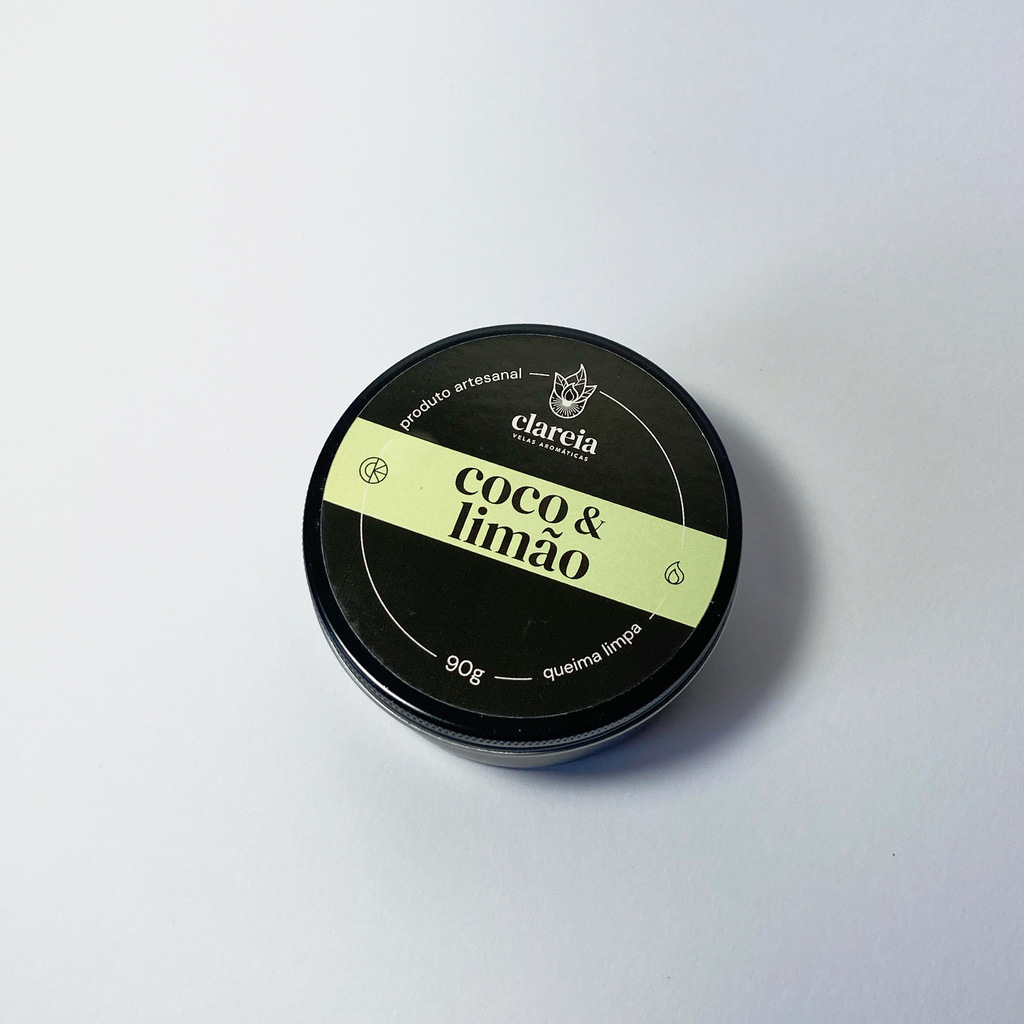 produto artesanal
clareia
VELAS AROMÁTICAS
coco &
limão
90g
queima limpa